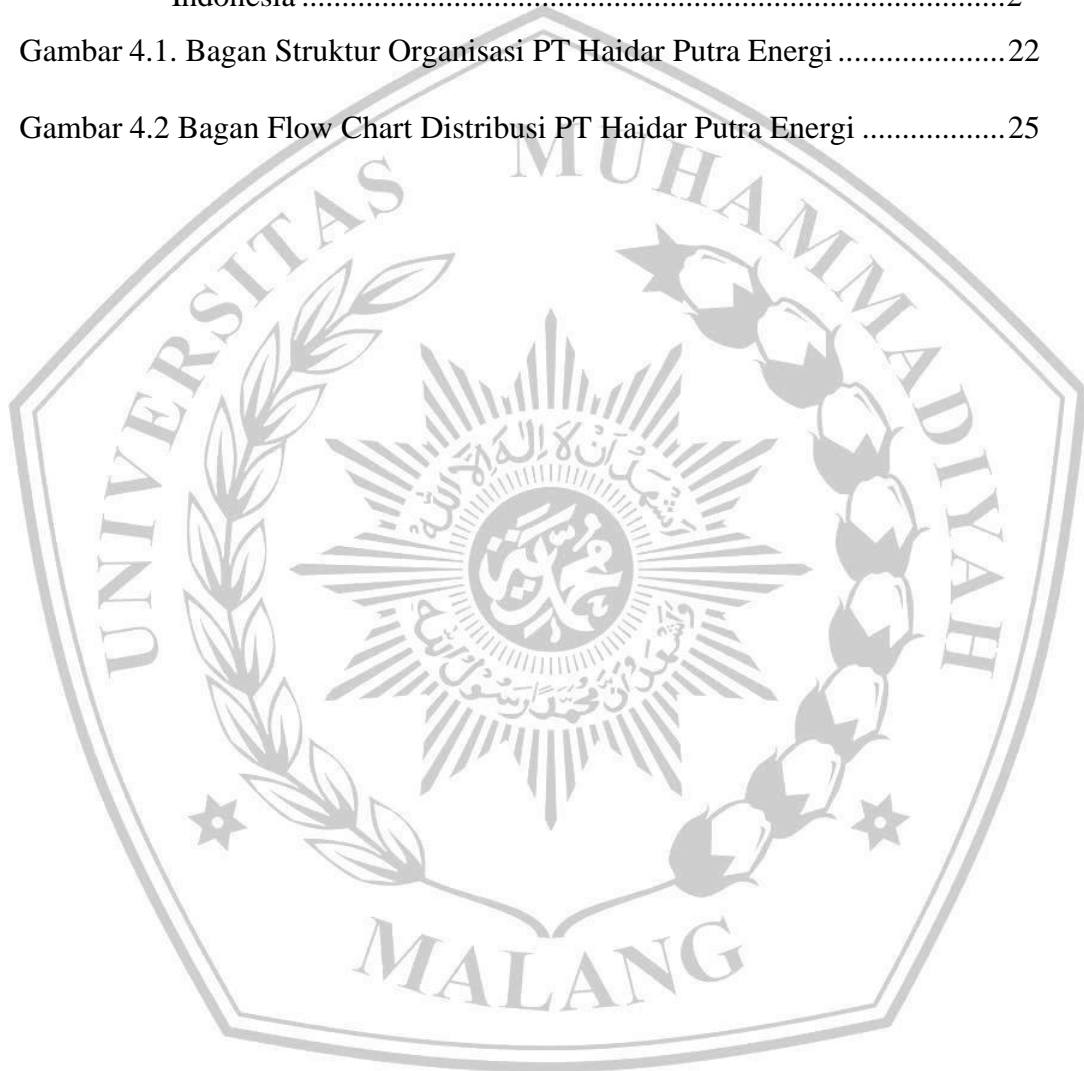 Indonesia ........................................................................................2
Gambar 4.1. Bagan Struktur Organisasi PT Haidar Putra Energi .....................22
Gambar 4.2 Bagan Flow Chart Distribusi PT Haidar Putra Energi ..................25
UNIVERSITAS MUHAMMADIYAH
MALANG